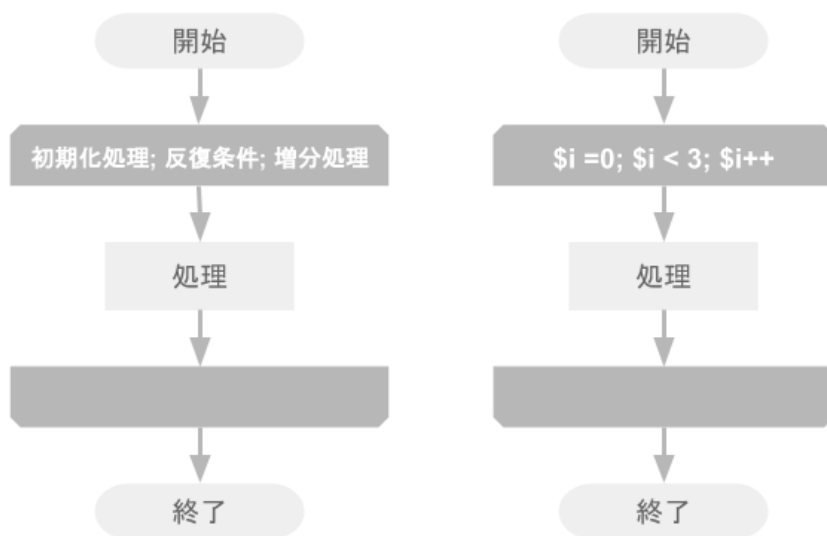 開始
初期化処理; 反復条件; 増分処理
処理
終了
開始
$i =0; $i < 3; $i++
処理
終了